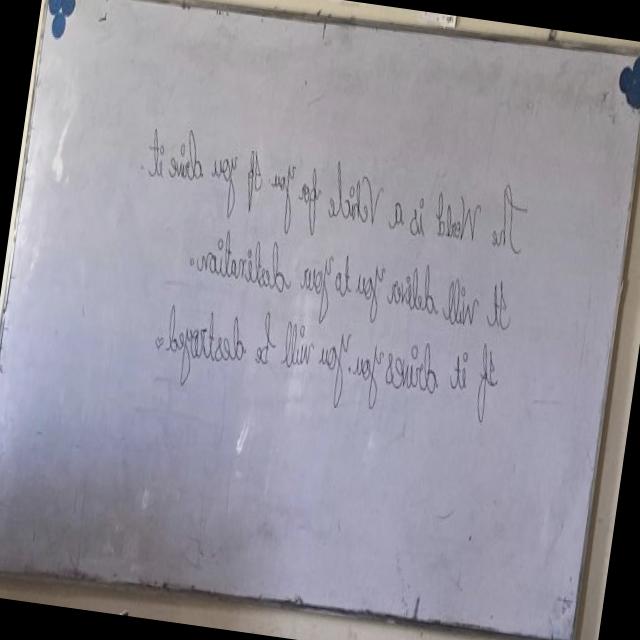 The World is a Vehicle for you If you drive it
It will deliver you to your destination.
If it drives you, you will be destroyed.